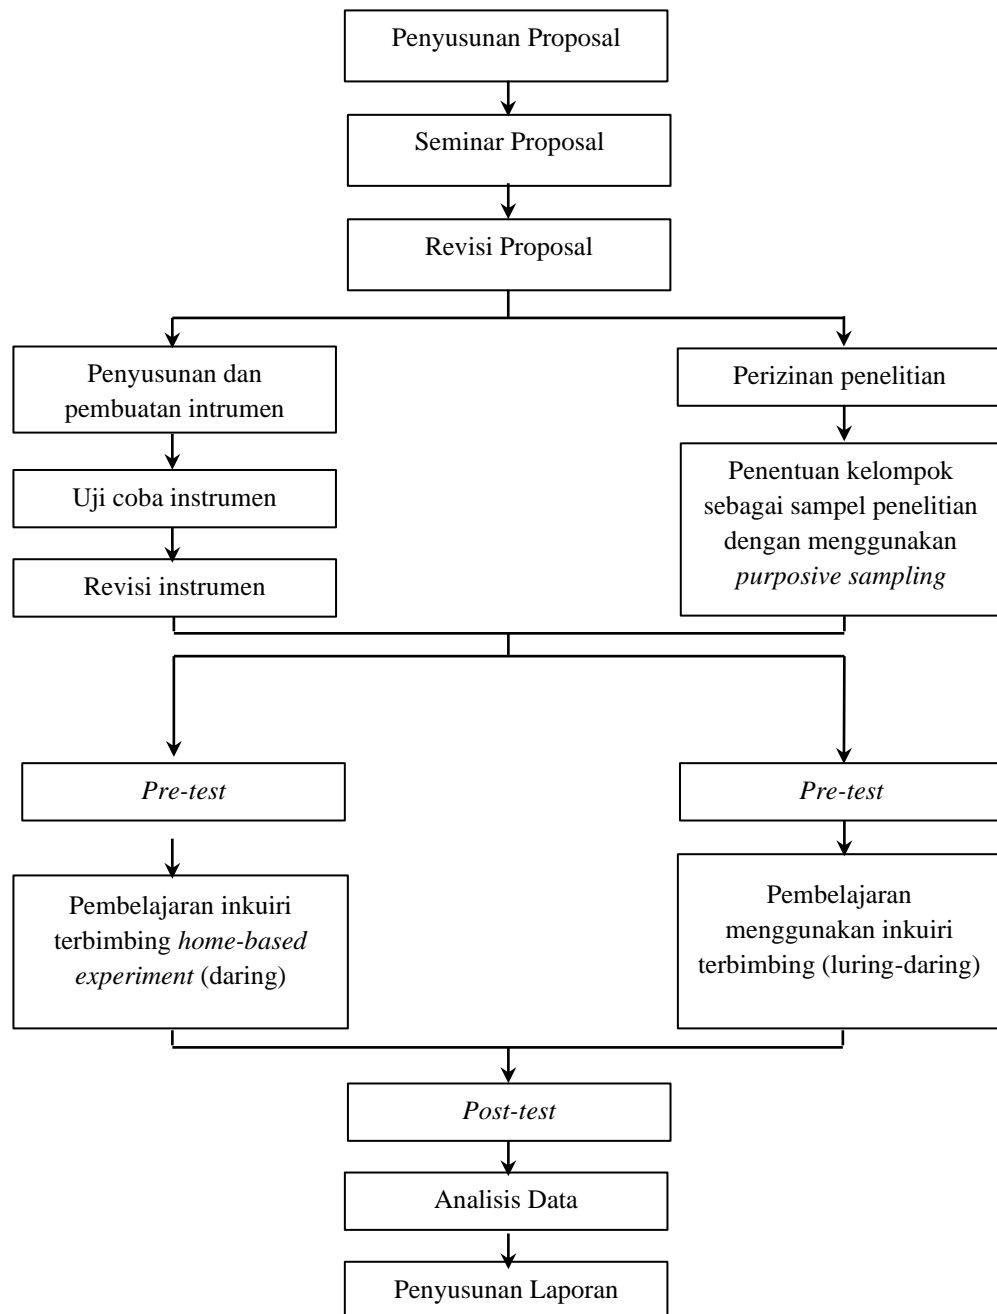 Penyusunan Proposal
Seminar Proposal
Revisi Proposal
Penyusunan dan
pembuatan intrumen
Uji coba instrumen
Revisi instrumen
Perizinan penelitian
Penentuan kelompok
sebagai sampel penelitian
dengan menggunakan
purposive sampling
Pre-test
Pembelajaran inkuiri
terbimbing home-based
experiment (daring)
Pre-test
Pembelajaran
menggunakan inkuiri
terbimbing (luring-daring)
Post-test
Analisis Data
Penyusunan Laporan